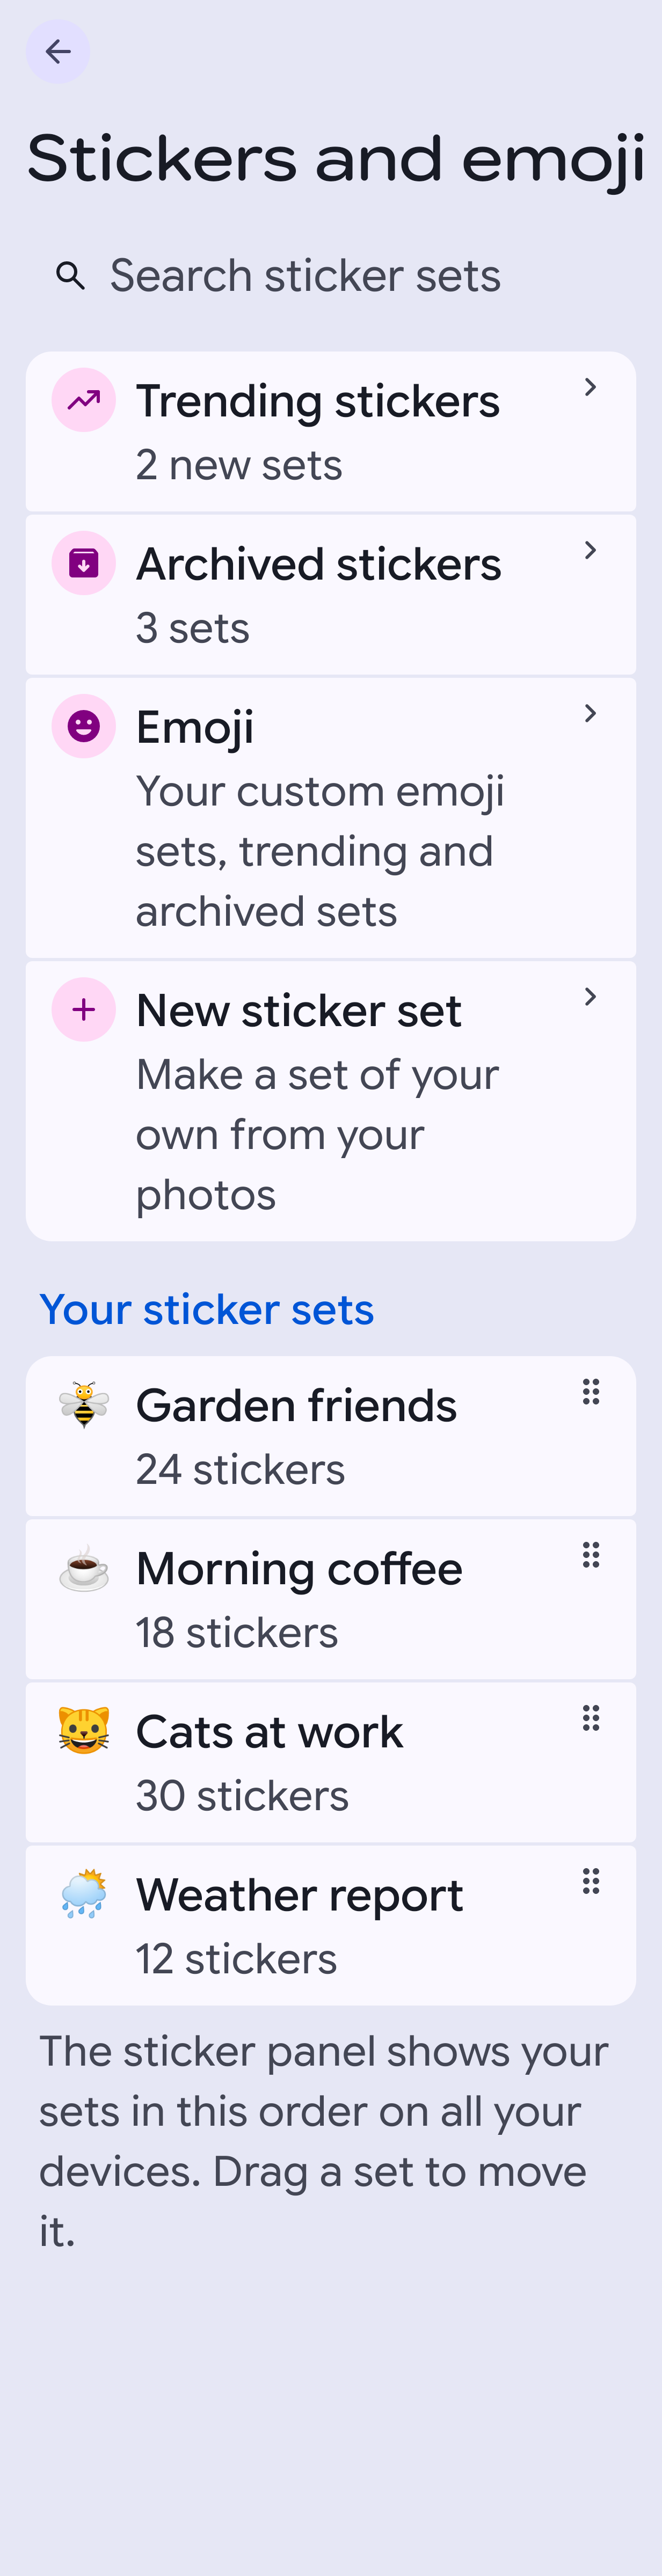 Stickers and emoji
Search sticker sets
Trending stickers
2 new sets
Archived stickers
3 sets
Emoji
Your custom emoji
sets, trending and
archived sets
New sticker set
Make a set of your
own from your
photos
Your sticker sets
Garden friends
24 stickers
Morning coffee
18 stickers
Cats at work
30 stickers
Weather report
12 stickers
The sticker panel shows your
sets in this order on all your
devices. Drag a set to move
it.